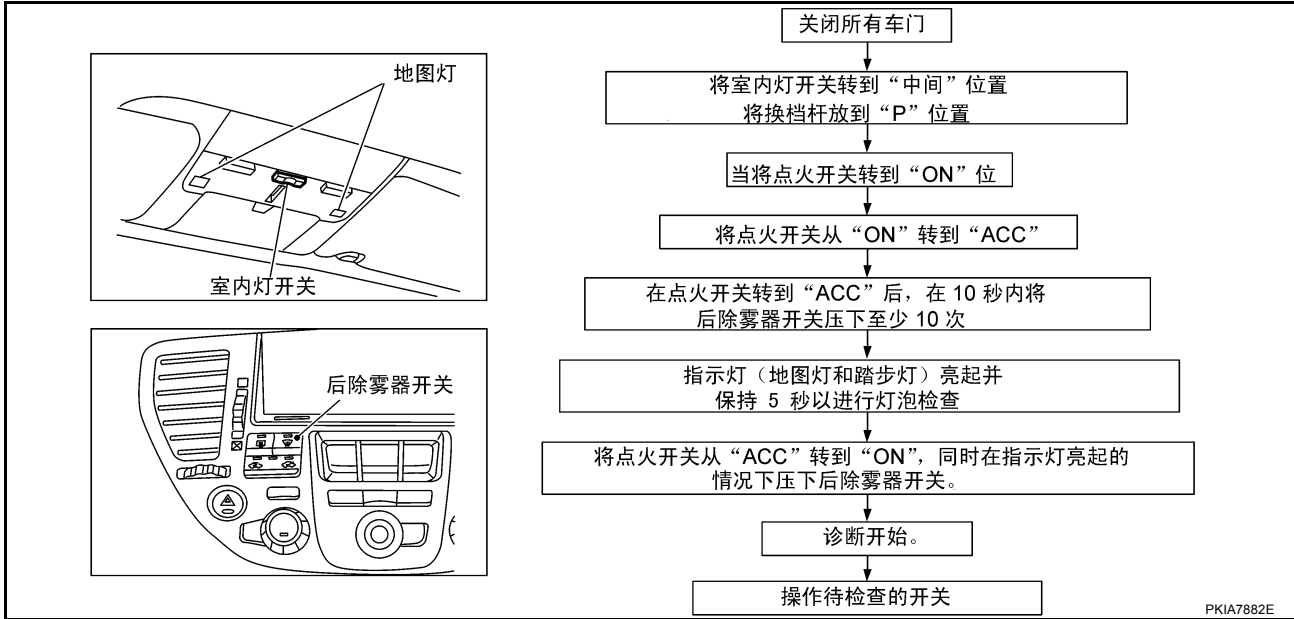 地图灯
室内灯开关
后除雾器开关
关闭所有车门
将室内灯开关转到“中间”位置
将换档杆放到“P”位置
当将点火开关转到“ON”位
将点火开关从“ON”转到“ACC”
在点火开关转到“ACC”后，在 10 秒内将
后除雾器开关压下至少 10 次
指示灯（地图灯和踏步灯）亮起并
保持 5 秒以进行灯泡检查
将点火开关从“ACC”转到“ON”，同时在指示灯亮起的
情况下压下后除雾器开关。
诊断开始。
操作待检查的开关
PKIA7882E